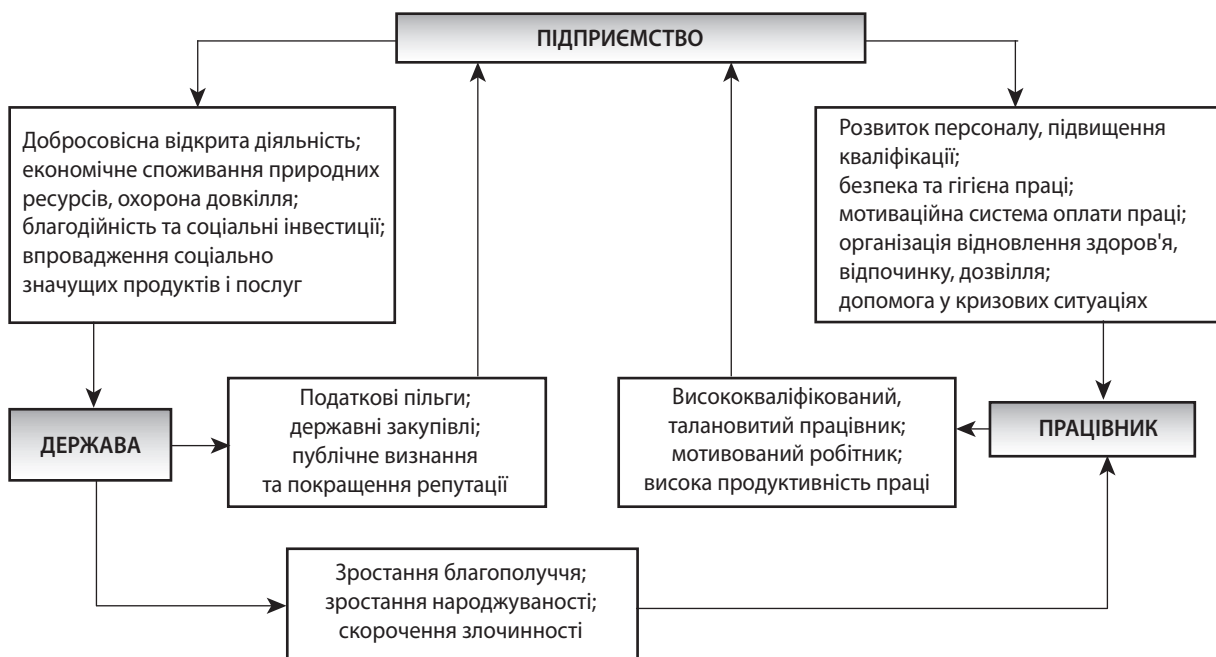 ПІДПРИЄМСТВО
Добросовісна відкрита діяльність;
економічне споживання природних
ресурсів, охорона довкілля;
благодійність та соціальні інвестиції;
впровадження соціально
значущих продуктів і послуг
Розвиток персоналу, підвищення
кваліфікації;
безпека та гігієна праці;
мотиваційна система оплати праці;
організація відновлення здоров'я,
відпочинку, дозвілля;
допомога у кризових ситуаціях
ДЕРЖАВА
Податкові пільги;
державні закупівлі;
публічне визнання
та покращення репутації
Висококваліфікований,
талановитий працівник;
мотивований робітник;
висока продуктивність праці
ПРАЦІВНИК
Зростання благополуччя;
зростання народжуваності;
скорочення злочинності